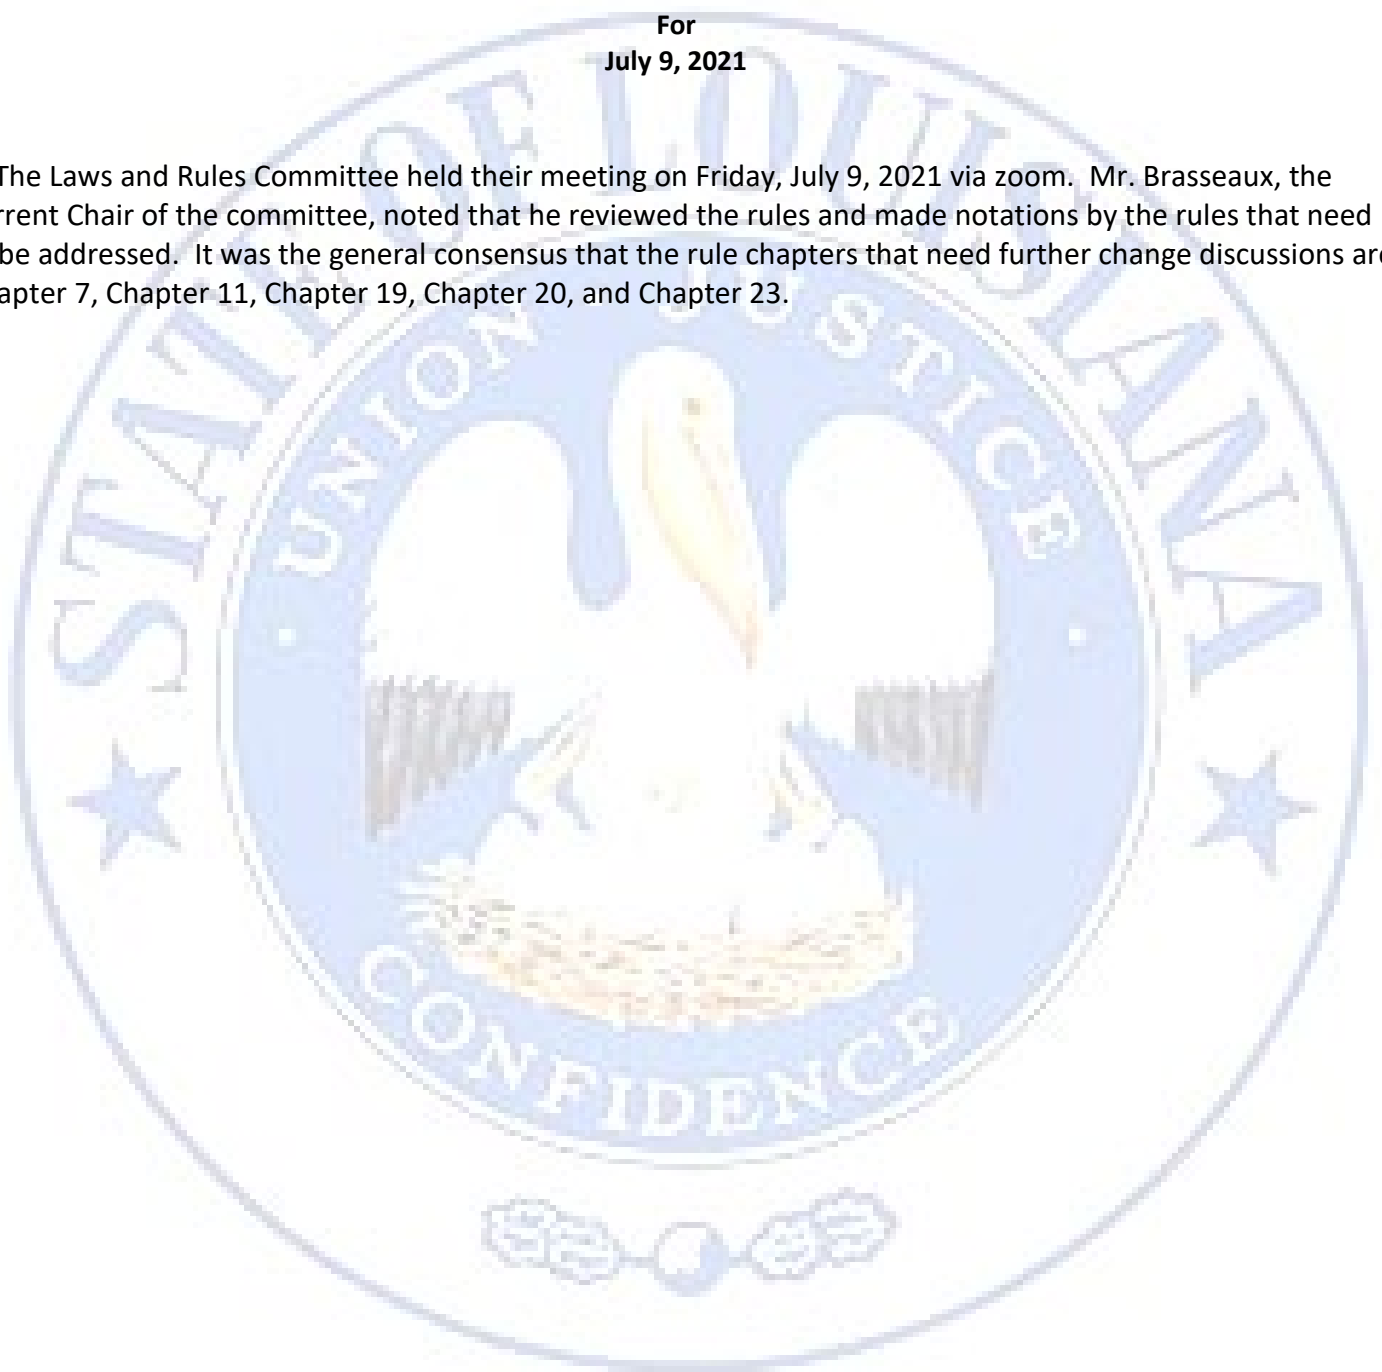 For
July 9, 2021
The Laws and Rules Committee held their meeting on Friday, July 9, 2021 via zoom. Mr. Brasseaux, the
rrent Chair of the committee, noted that he reviewed the rules and made notations by the rules that need
be addressed. It was the general consensus that the rule chapters that need further change discussions are
apter 7, Chapter 11, Chapter 19, Chapter 20, and Chapter 23.
STATE OF LOUISIANA
UNION JUSTICE
CONFIDENCE